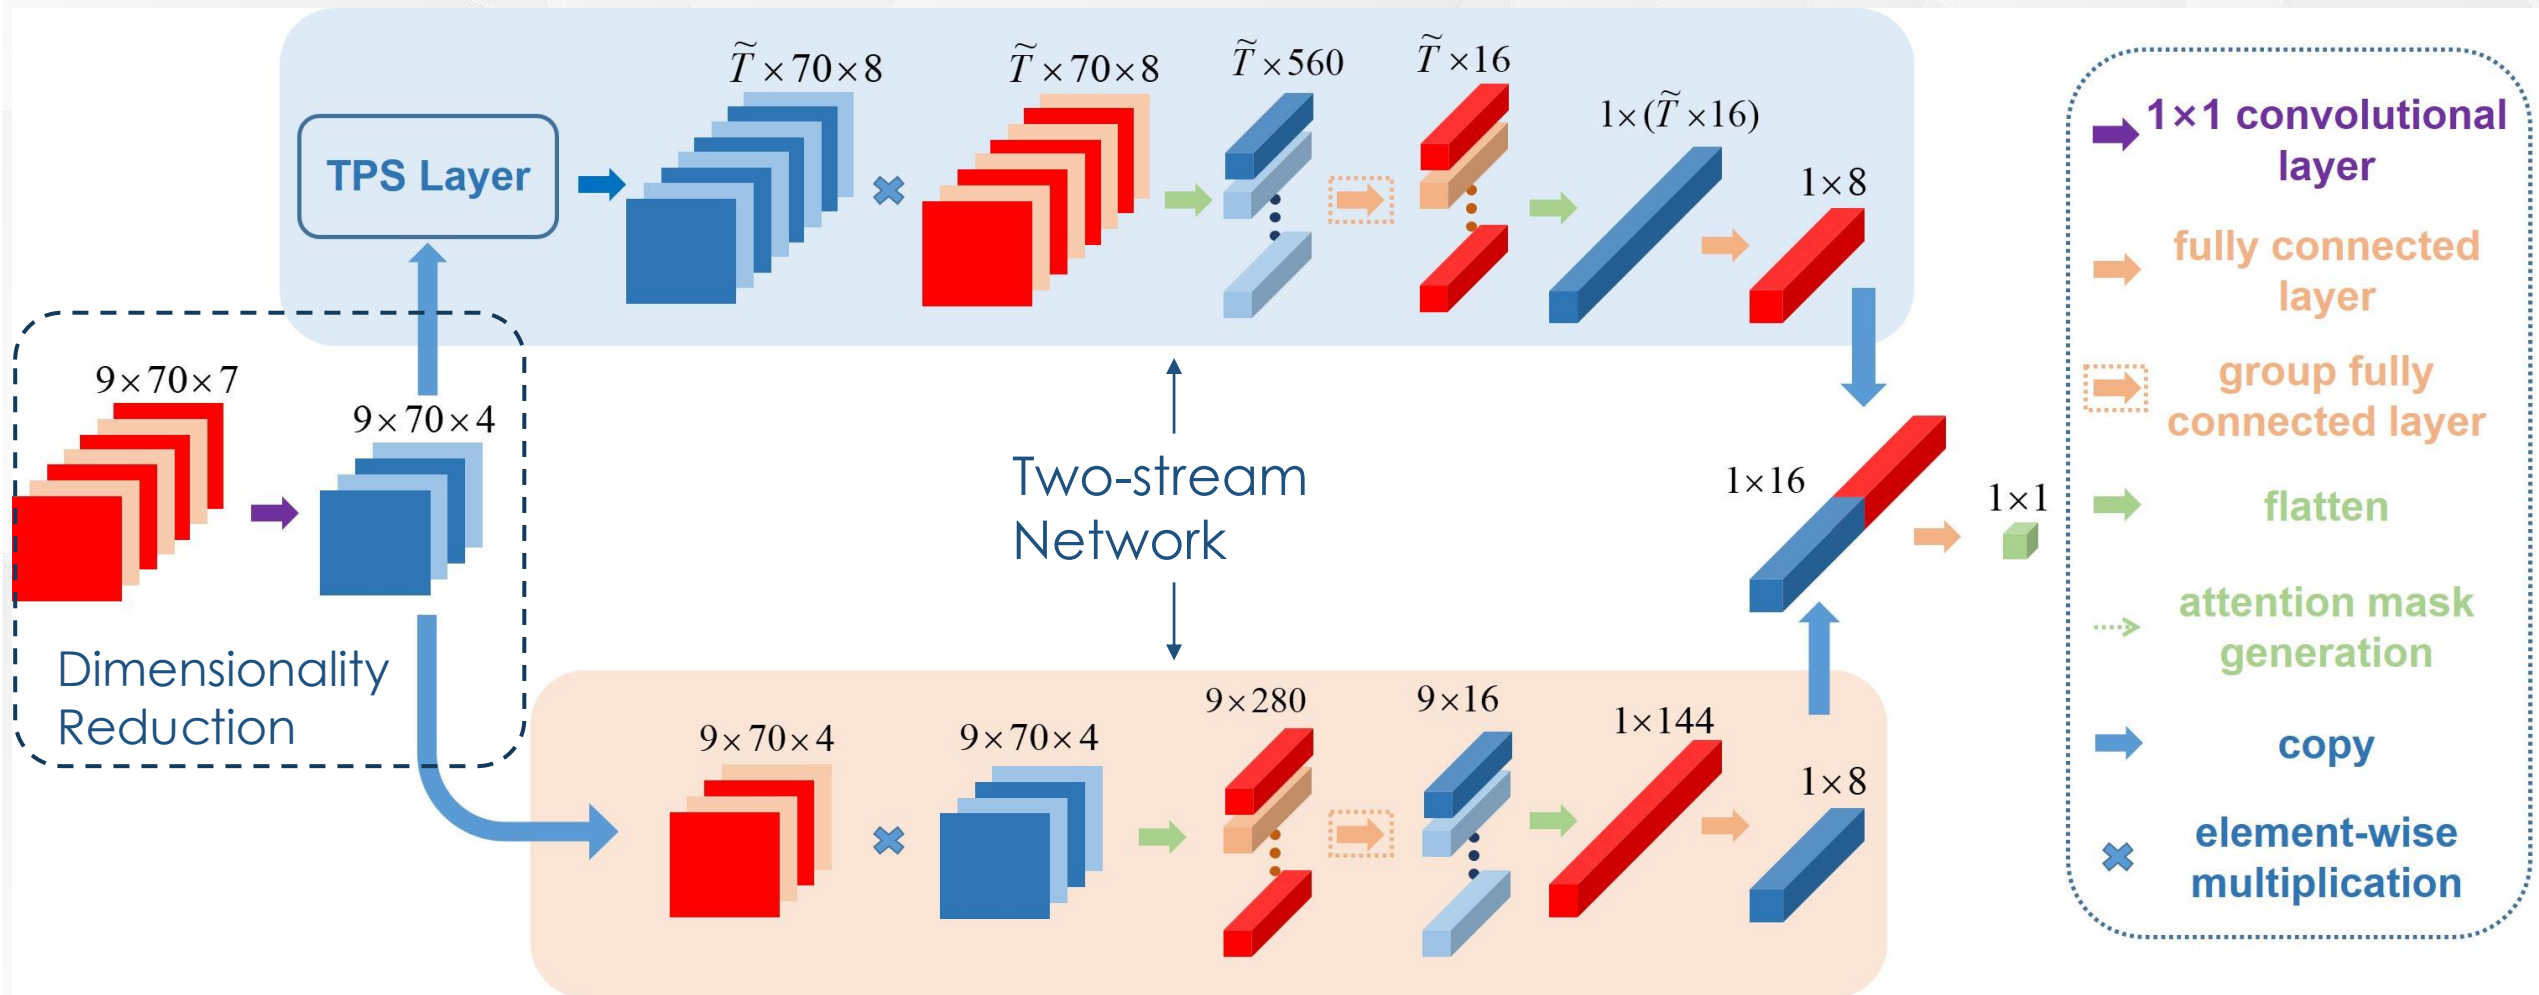 T̃×70×8
T̃×70×8
T̃×560
T̃×16
1×(T̃×16)
1×8
TPS Layer
9×70×7
9×70×4
Dimensionality
Reduction
Two-stream
Network
1×16
1×1
9×70×4
9×70×4
9×280
9×16
1×144
1×8
1×1 convolutional
layer
fully connected
layer
group fully
connected layer
flatten
attention mask
generation
copy
element-wise
multiplication